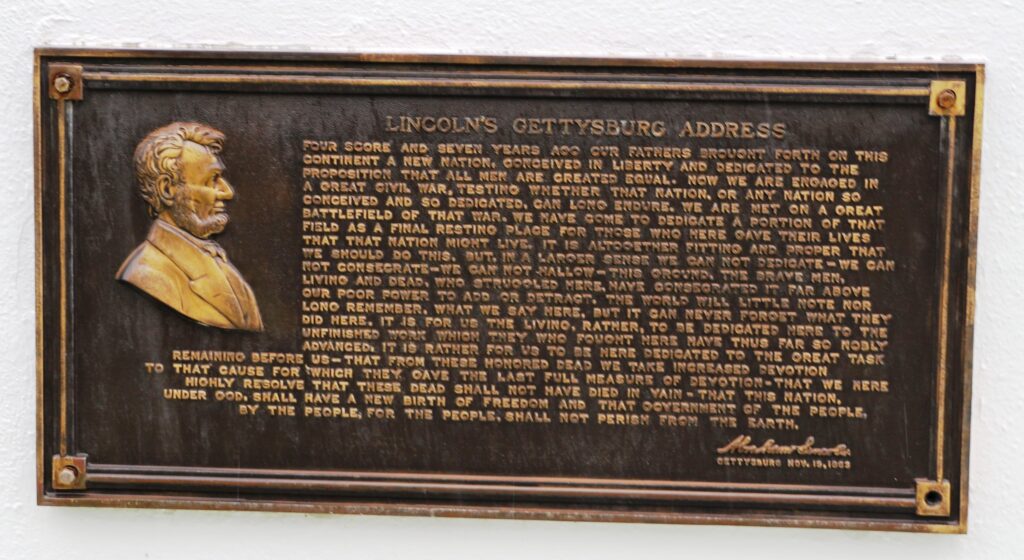 LINCOLN'S GETTYSBURG ADDRESS
FOUR SCORE AND SEVEN YEARS AGO OUR FATHERS BROUGHT FORTH ON THIS
CONTINENT A NEW NATION, CONCEIVED IN LIBERTY AND DEDICATED TO THE
PROPOSITION THAT ALL MEN ARE CREATED EQUAL. NOW WE ARE ENGAGED IN
A GREAT CIVIL WAR, TESTING WHETHER THAT NATION, OR ANY NATION SO
CONCEIVED AND SO DEDICATED, CAN LONG ENDURE. WE ARE MET ON A GREAT
BATTLEFIELD OF THAT WAR. WE HAVE COME TO DEDICATE A PORTION OF THAT
FIELD AS A FINAL RESTING PLACE FOR THOSE WHO HERE GAVE THEIR LIVES
THAT THAT NATION MIGHT LIVE. IT IS ALTOGETHER FITTING AND PROPER THAT
WE SHOULD DO THIS. BUT, IN A LARGER SENSE WE CAN NOT DEDICATE-WE CAN
NOT CONSECRATE-WE CAN NOT HALLOW-THIS GROUND. THE BRAVE MEN,
LIVING AND DEAD, WHO STRUGGLED HERE, HAVE CONSECRATED IT FAR ABOVE
OUR POOR POWER TO ADD OR DETRACT. THE WORLD WILL LITTLE NOTE NOR
LONG REMEMBER, WHAT WE SAY HERE, BUT IT CAN NEVER FORGET WHAT THEY
DID HERE. IT IS FOR US THE LIVING, RATHER, TO BE DEDICATED HERE TO THE
UNFINISHED WORK WHICH THEY WHO FOUGHT HERE HAVE THUS FAR SO NOBLY
ADVANCED. IT IS RATHER FOR US TO BE HERE DEDICATED TO THE GREAT TASK
REMAINING BEFORE US-THAT FROM THESE HONORED DEAD WE TAKE INCREASED DEVOTION
TO THAT CAUSE FOR WHICH THEY GAVE THE LAST FULL MEASURE OF DEVOTION-THAT WE HERE
HIGHLY RESOLVE THAT THESE DEAD SHALL NOT HAVE DIED IN VAIN-THAT THIS NATION,
UNDER GOD, SHALL HAVE A NEW BIRTH OF FREEDOM AND THAT GOVERNMENT OF THE PEOPLE,
BY THE PEOPLE, FOR THE PEOPLE, SHALL NOT PERISH FROM THE EARTH.
Abraham Lincoln
GETTYSBURG NOV. 19, 1863